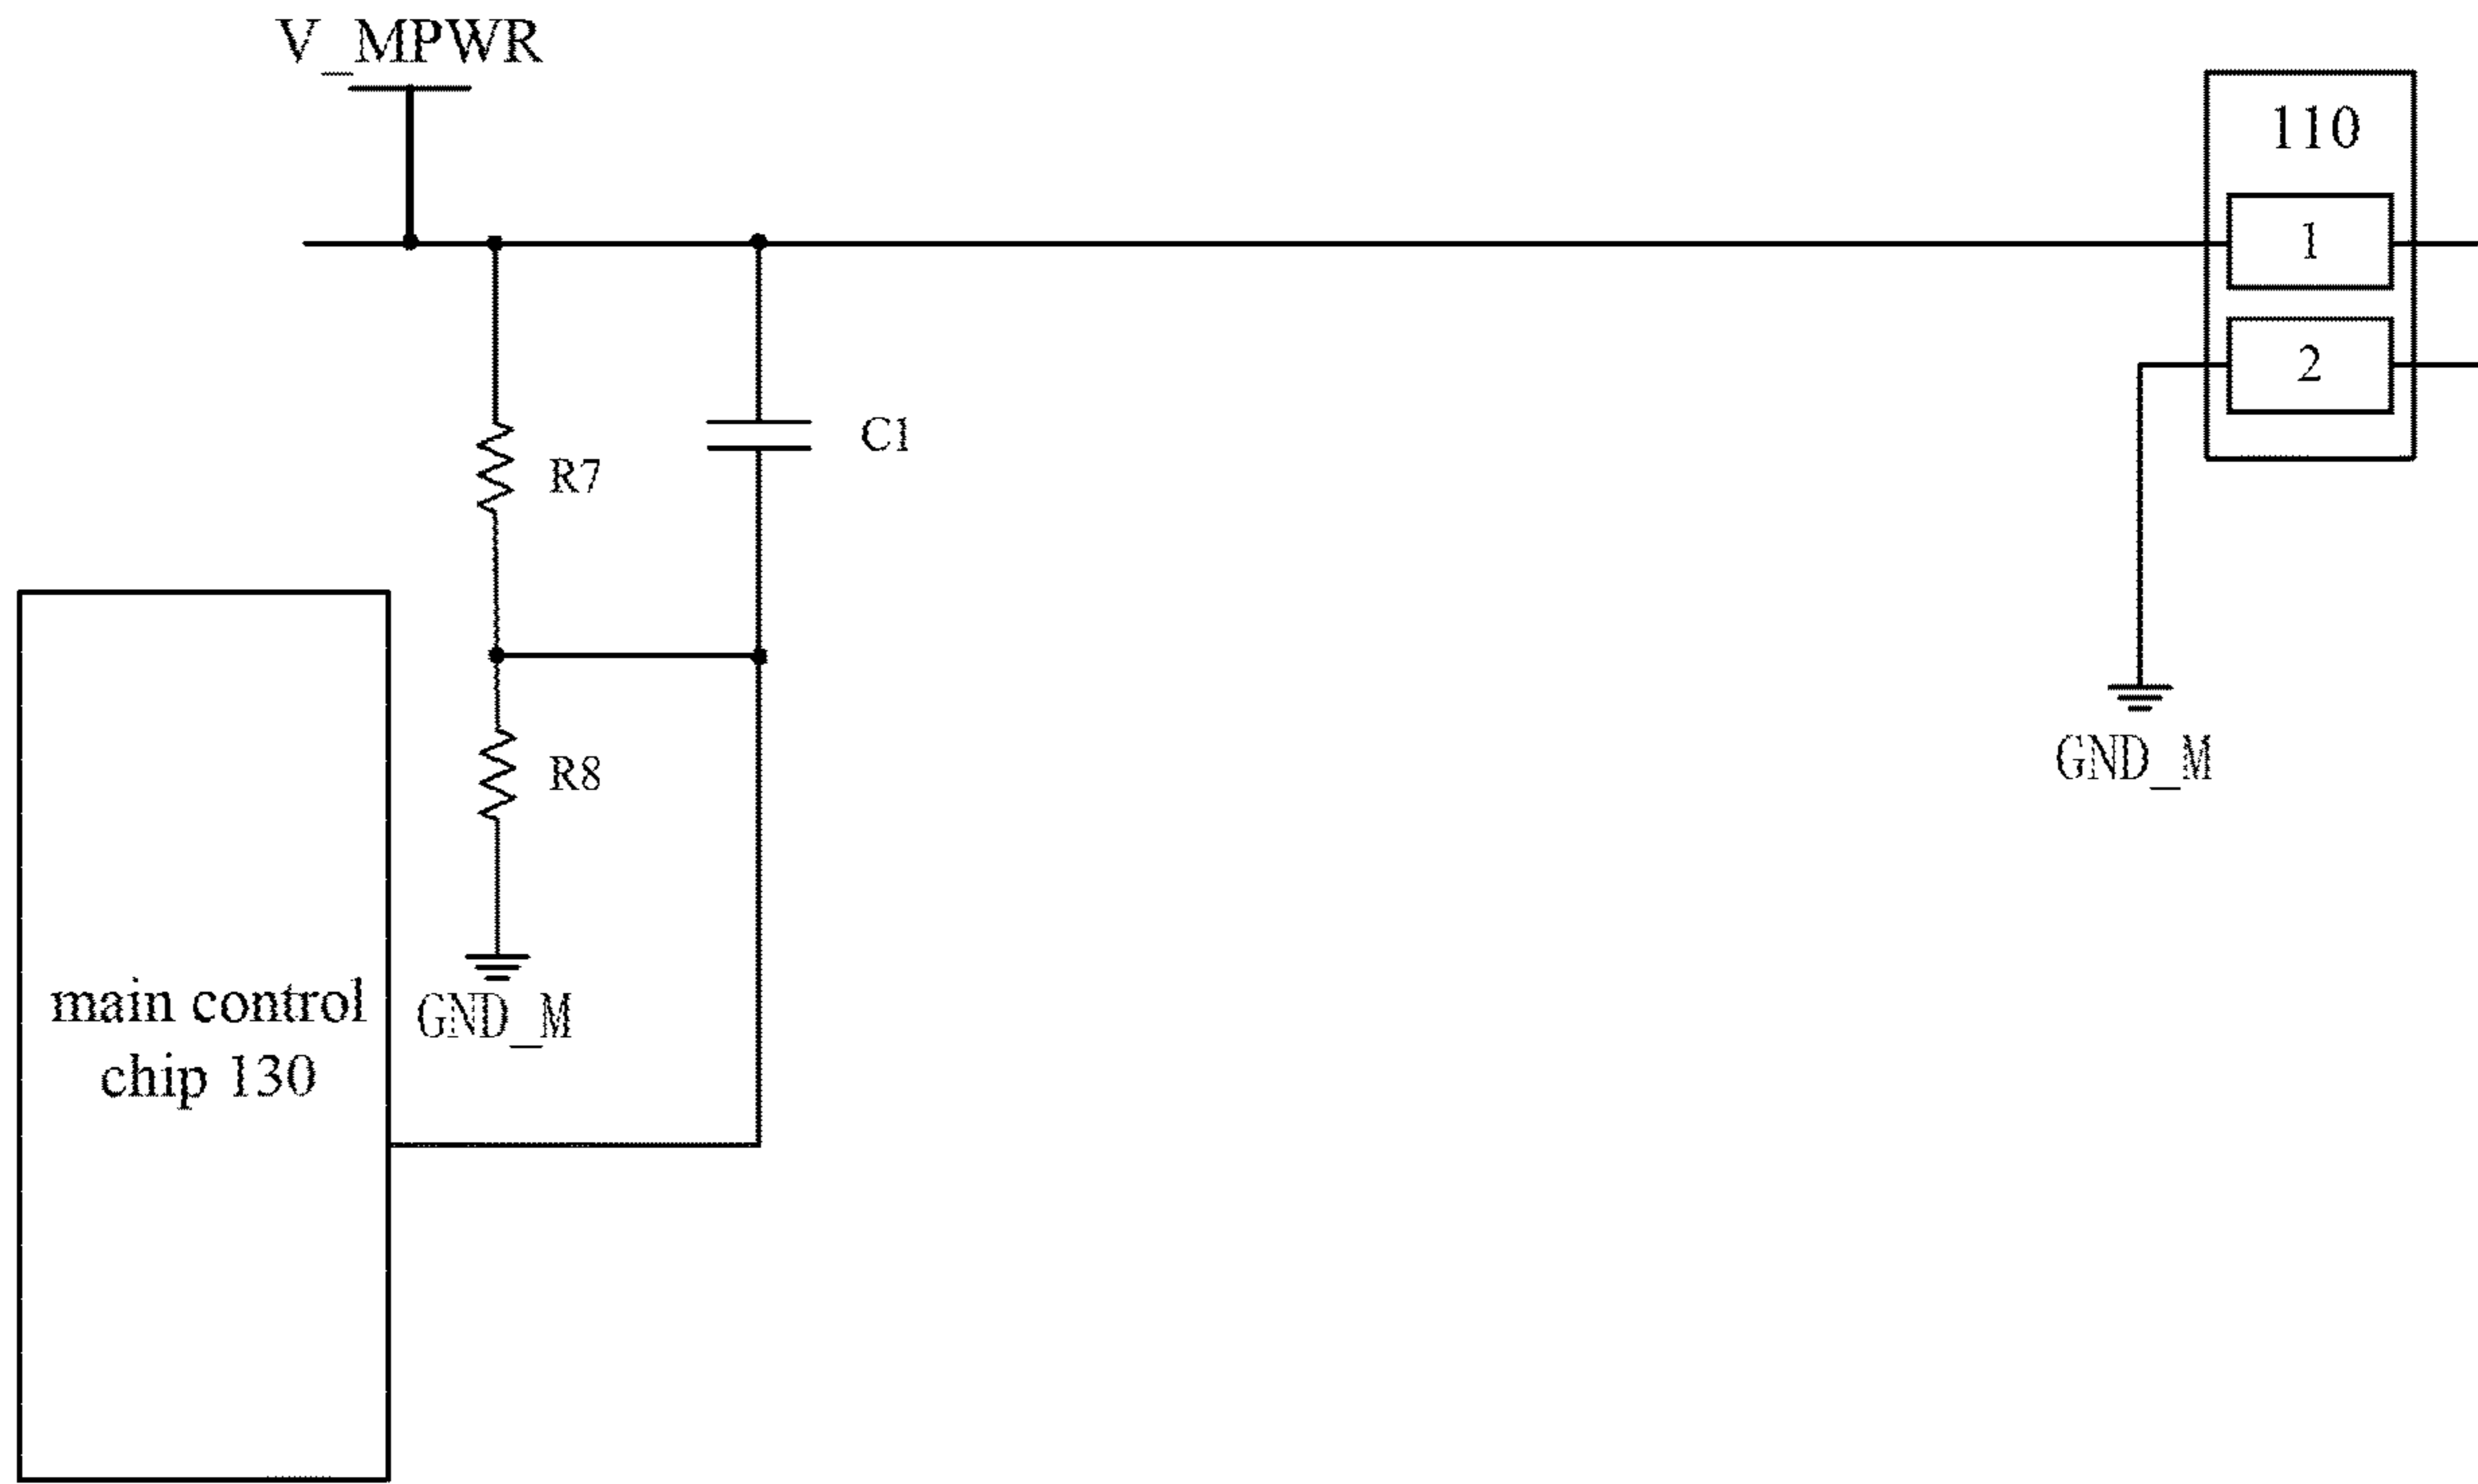 V_MPWR
110
1
2
C1
R7
R8
GND_M
GND_M
main control
chip 130